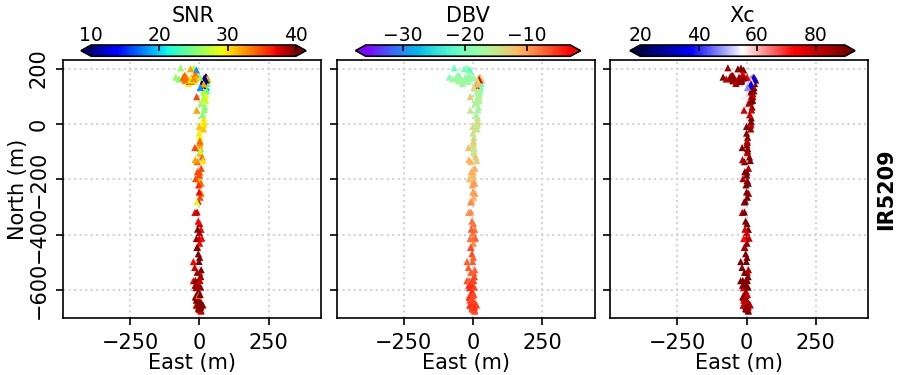 SNR DBV Xc
10 20 30 40 −30 −20 −10 20 40 60 80
200
0
−200
−400
−600
North (m)
IR5209
−250 0 250 −250 0 250 −250 0 250
East (m) East (m) East (m)